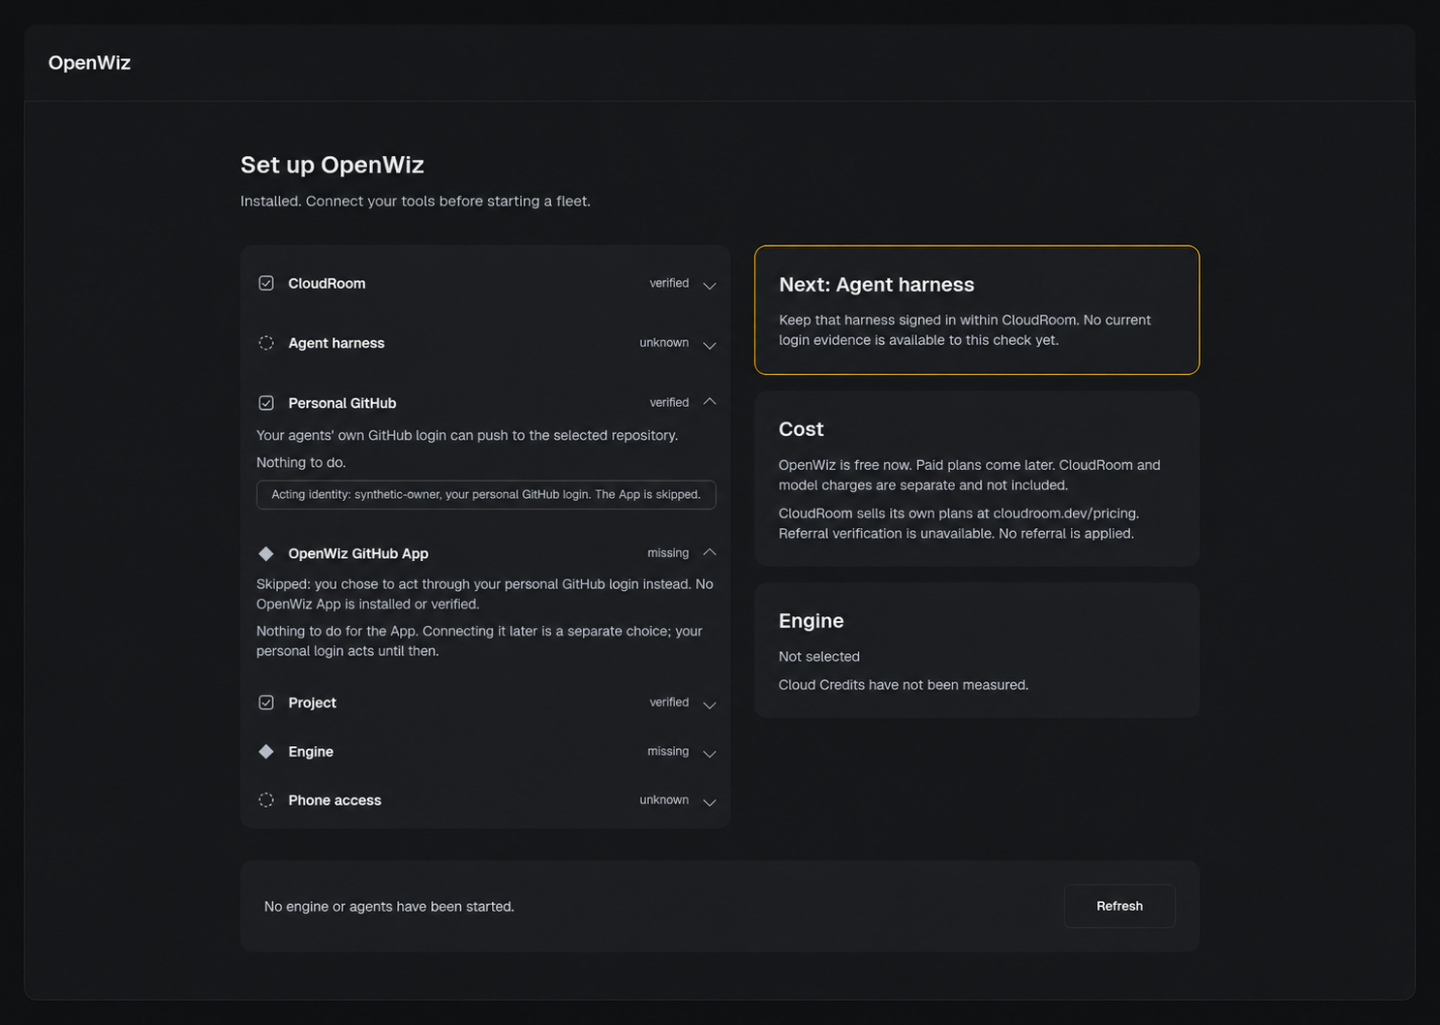 OpenWiz
Set up OpenWiz
Installed. Connect your tools before starting a fleet.
CloudRoom
verified
Agent harness
unknown
Personal GitHub
verified
Your agents' own GitHub login can push to the selected repository.
Nothing to do.
Acting identity: synthetic-owner, your personal GitHub login. The App is skipped.
OpenWiz GitHub App
missing
Skipped: you chose to act through your personal GitHub login instead. No
OpenWiz App is installed or verified.
Nothing to do for the App. Connecting it later is a separate choice; your
personal login acts until then.
Project
verified
Engine
missing
Phone access
unknown
Next: Agent harness
Keep that harness signed in within CloudRoom. No current
login evidence is available to this check yet.
Cost
OpenWiz is free now. Paid plans come later. CloudRoom and
model charges are separate and not included.
CloudRoom sells its own plans at cloudroom.dev/pricing.
Referral verification is unavailable. No referral is applied.
Engine
Not selected
Cloud Credits have not been measured.
No engine or agents have been started.
Refresh